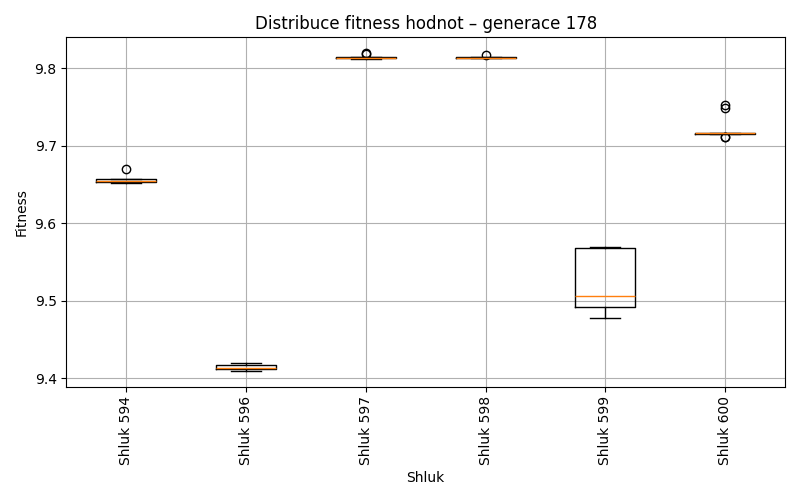 Distribuce fitness hodnot – generace 178
Fitness
9.8
9.7
9.6
9.5
9.4
Shluk 594
Shluk 596
Shluk 597
Shluk 598
Shluk 599
Shluk 600
Shluk